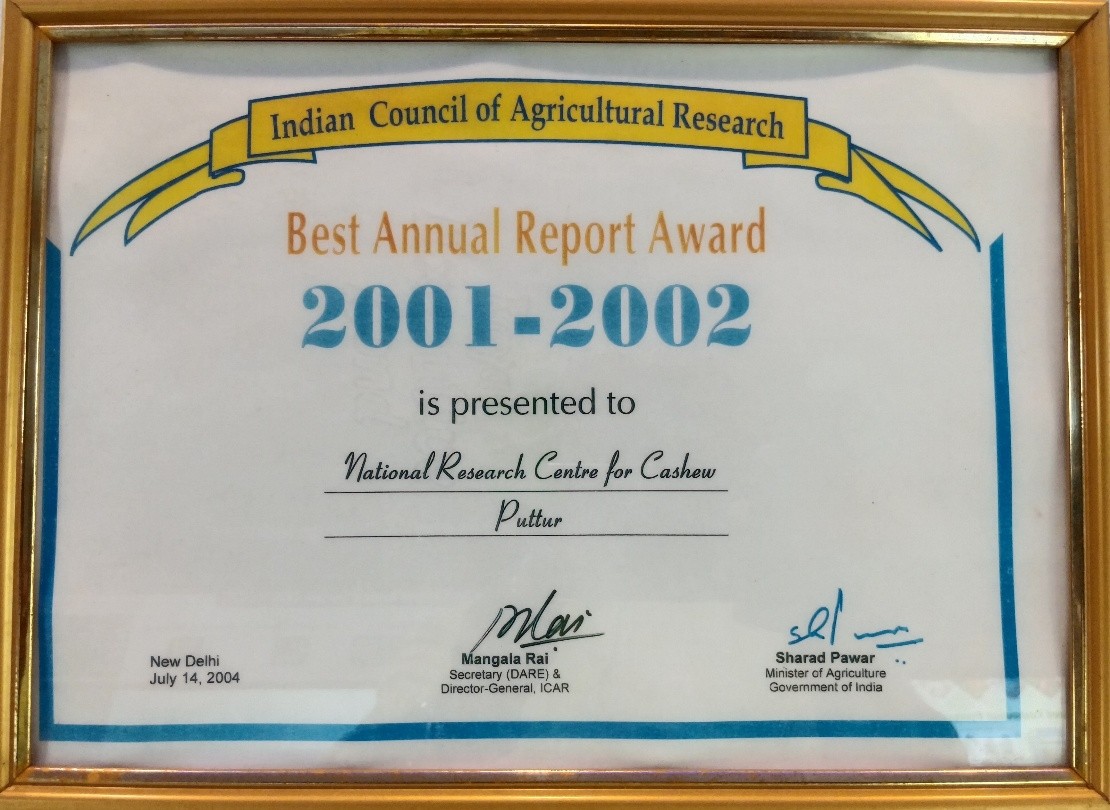 Indian Council of Agricultural Research
Best Annual Report Award
2001-2002
is presented to
National Research Centre for Cashew
Puttur
New Delhi
July 14, 2004
Mangala Rai
Secretary (DARE) &
Director-General, ICAR
Sharad Pawar
Minister of Agriculture
Government of India